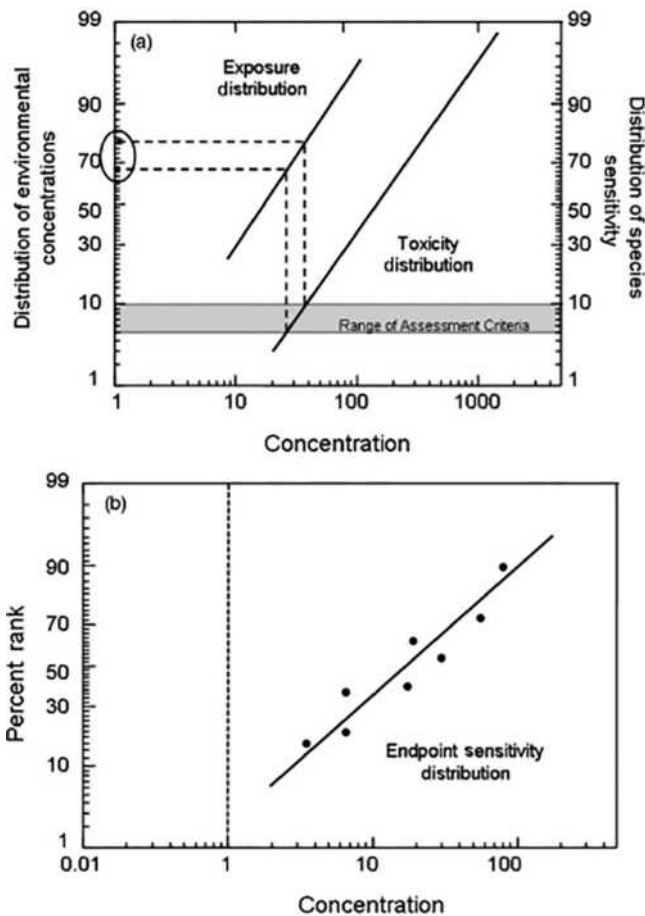 (a)
Exposure
distribution
Toxicity
distribution
Range of Assessment Criteria
Distribution of environmental
concentrations
99
90
70
50
30
10
1
Distribution of species
sensitivity
99
90
70
50
30
10
1
1 10 100 1000
Concentration
(b)
Endpoint sensitivity
distribution
Percent rank
99
90
70
50
30
10
1
0.01 1 10 100
Concentration